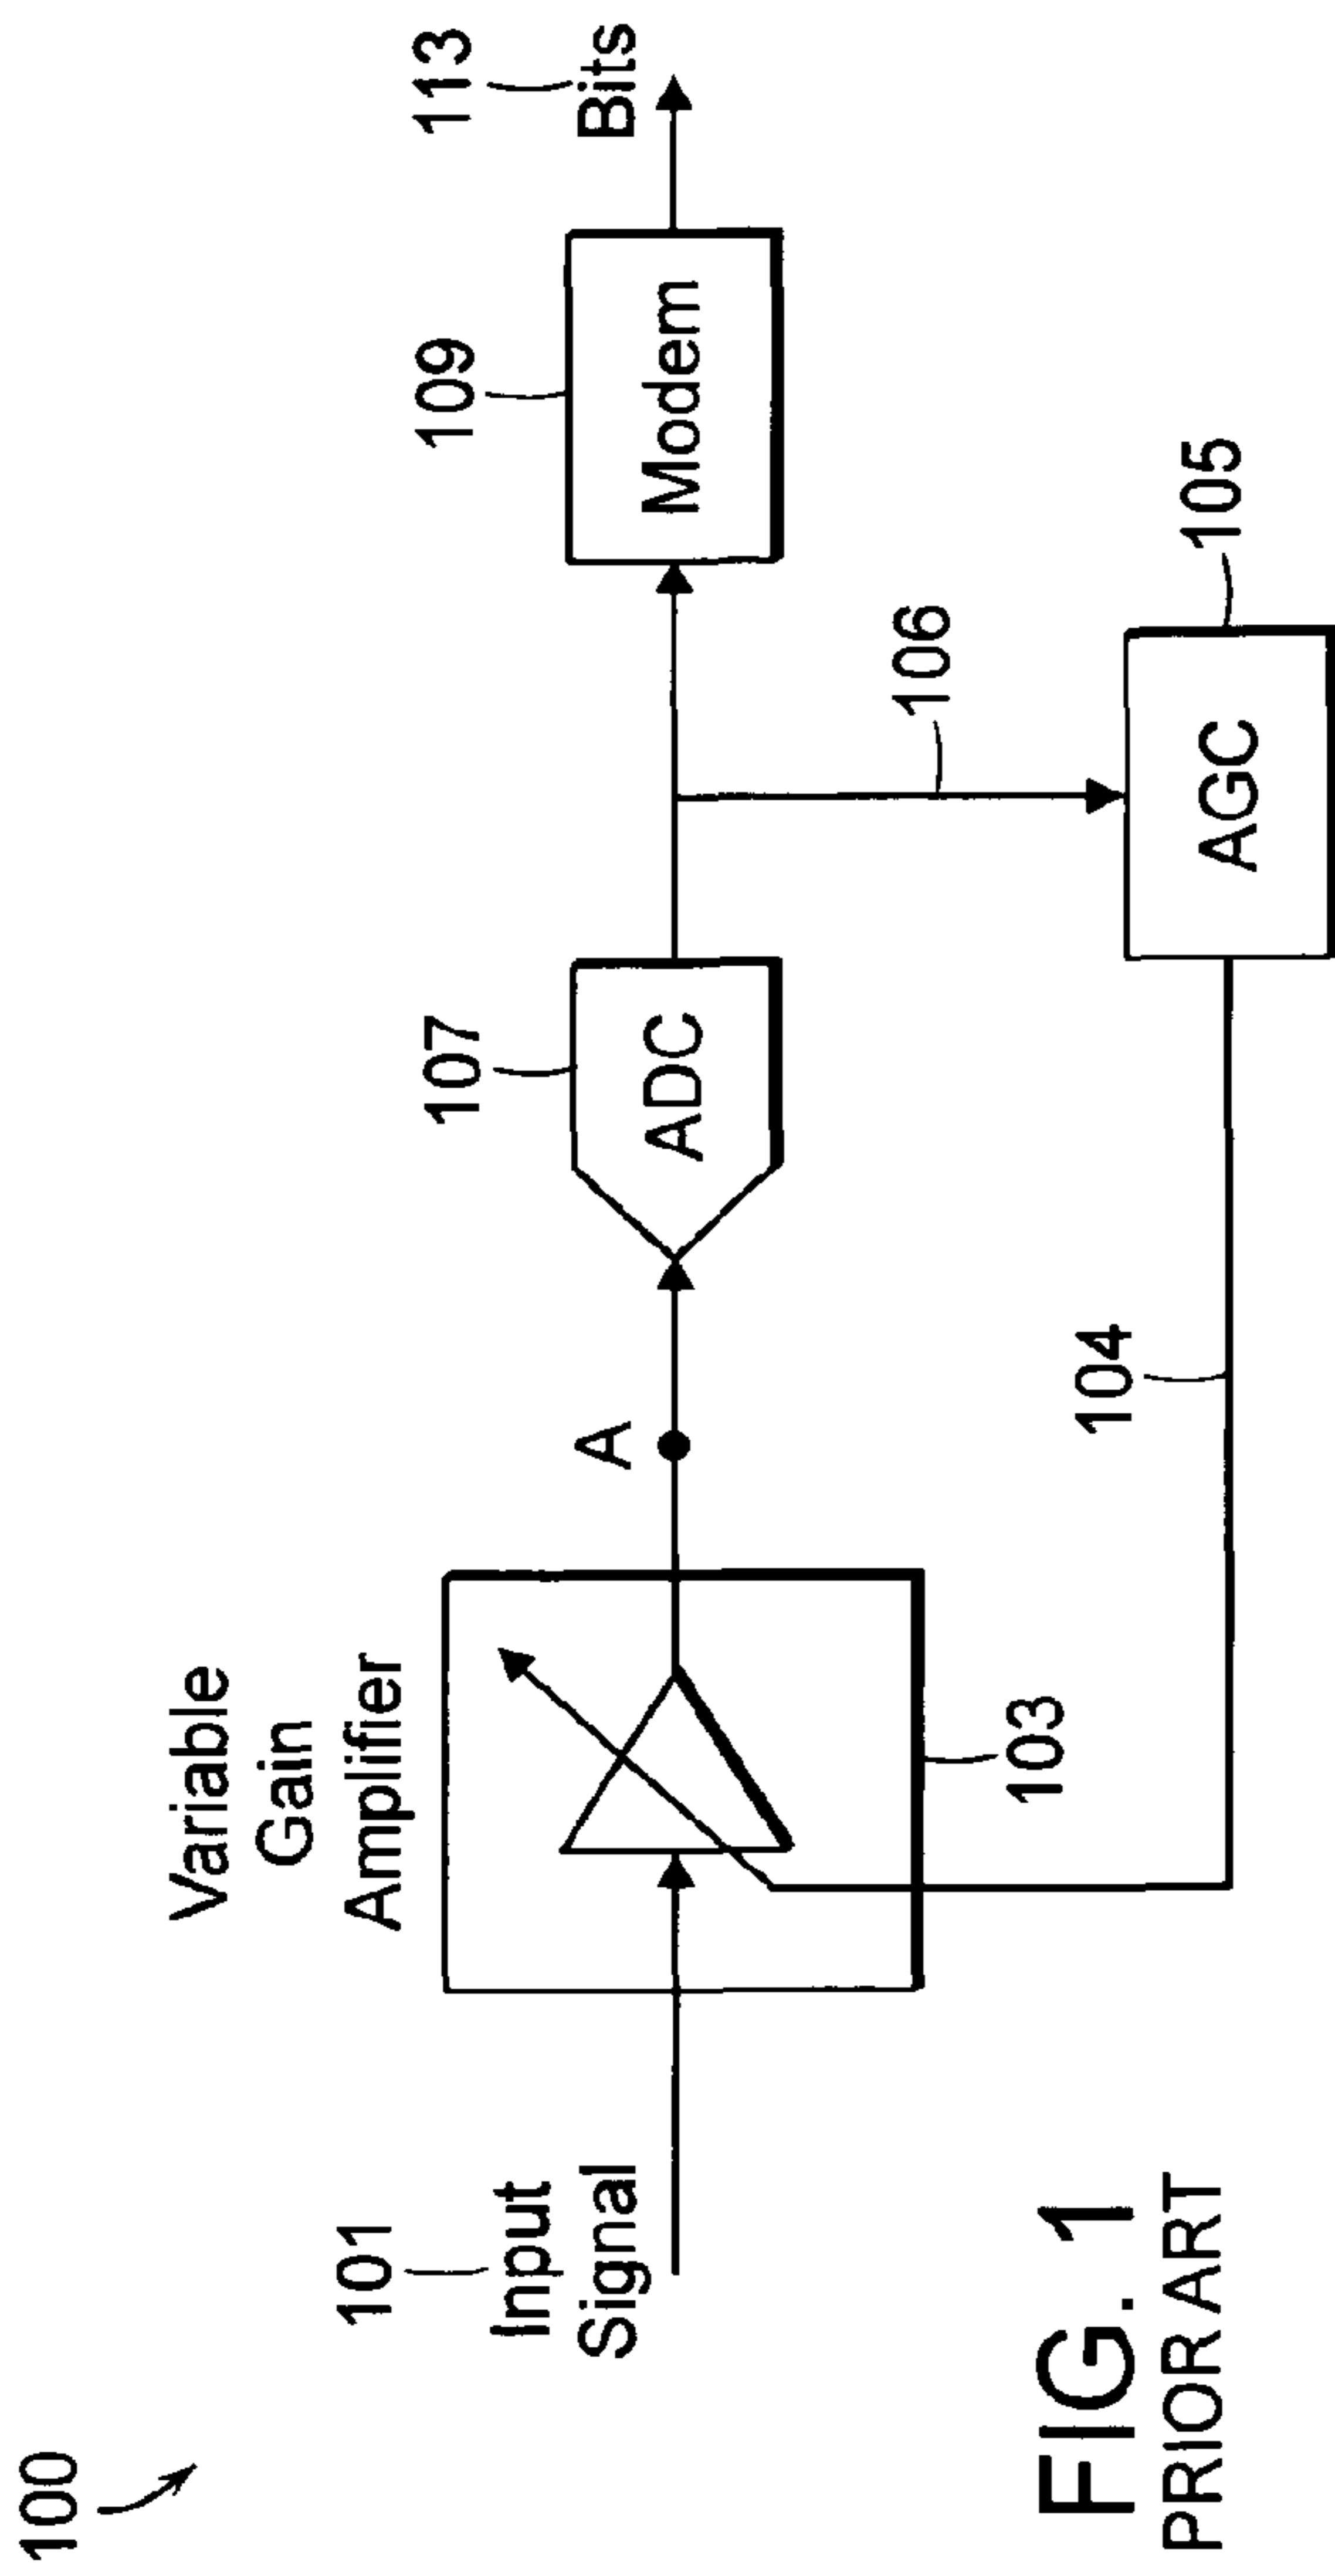 100
101
Input
Signal
Variable
Gain
Amplifier
103
A
104
107
ADC
106
109
Modem
AGC
105
113
Bits
FIG. 1
PRIOR ART